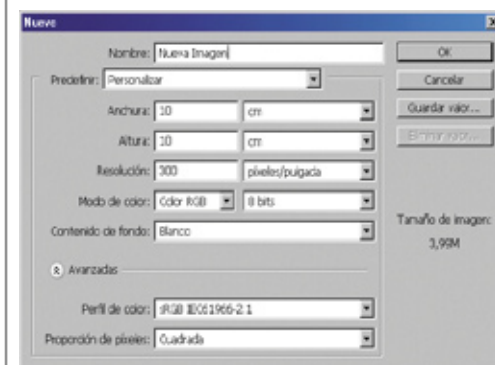 Nuevo
Nombre: Nueva Imagen
OK
Predefinir: Personalizar
Cancelar
Anchura: 10 cm
Guardar valor...
Altura: 10 cm
Eliminar valor...
Resolución: 300 píxeles/pulgada
Modo de color: Color RGB 8 bits
Tamaño de imagen:
Contenido de fondo: Blanco
3,99M
Avanzadas
Perfil de color: sRGB IEC61966-2.1
Proporción de píxeles: Cuadrada